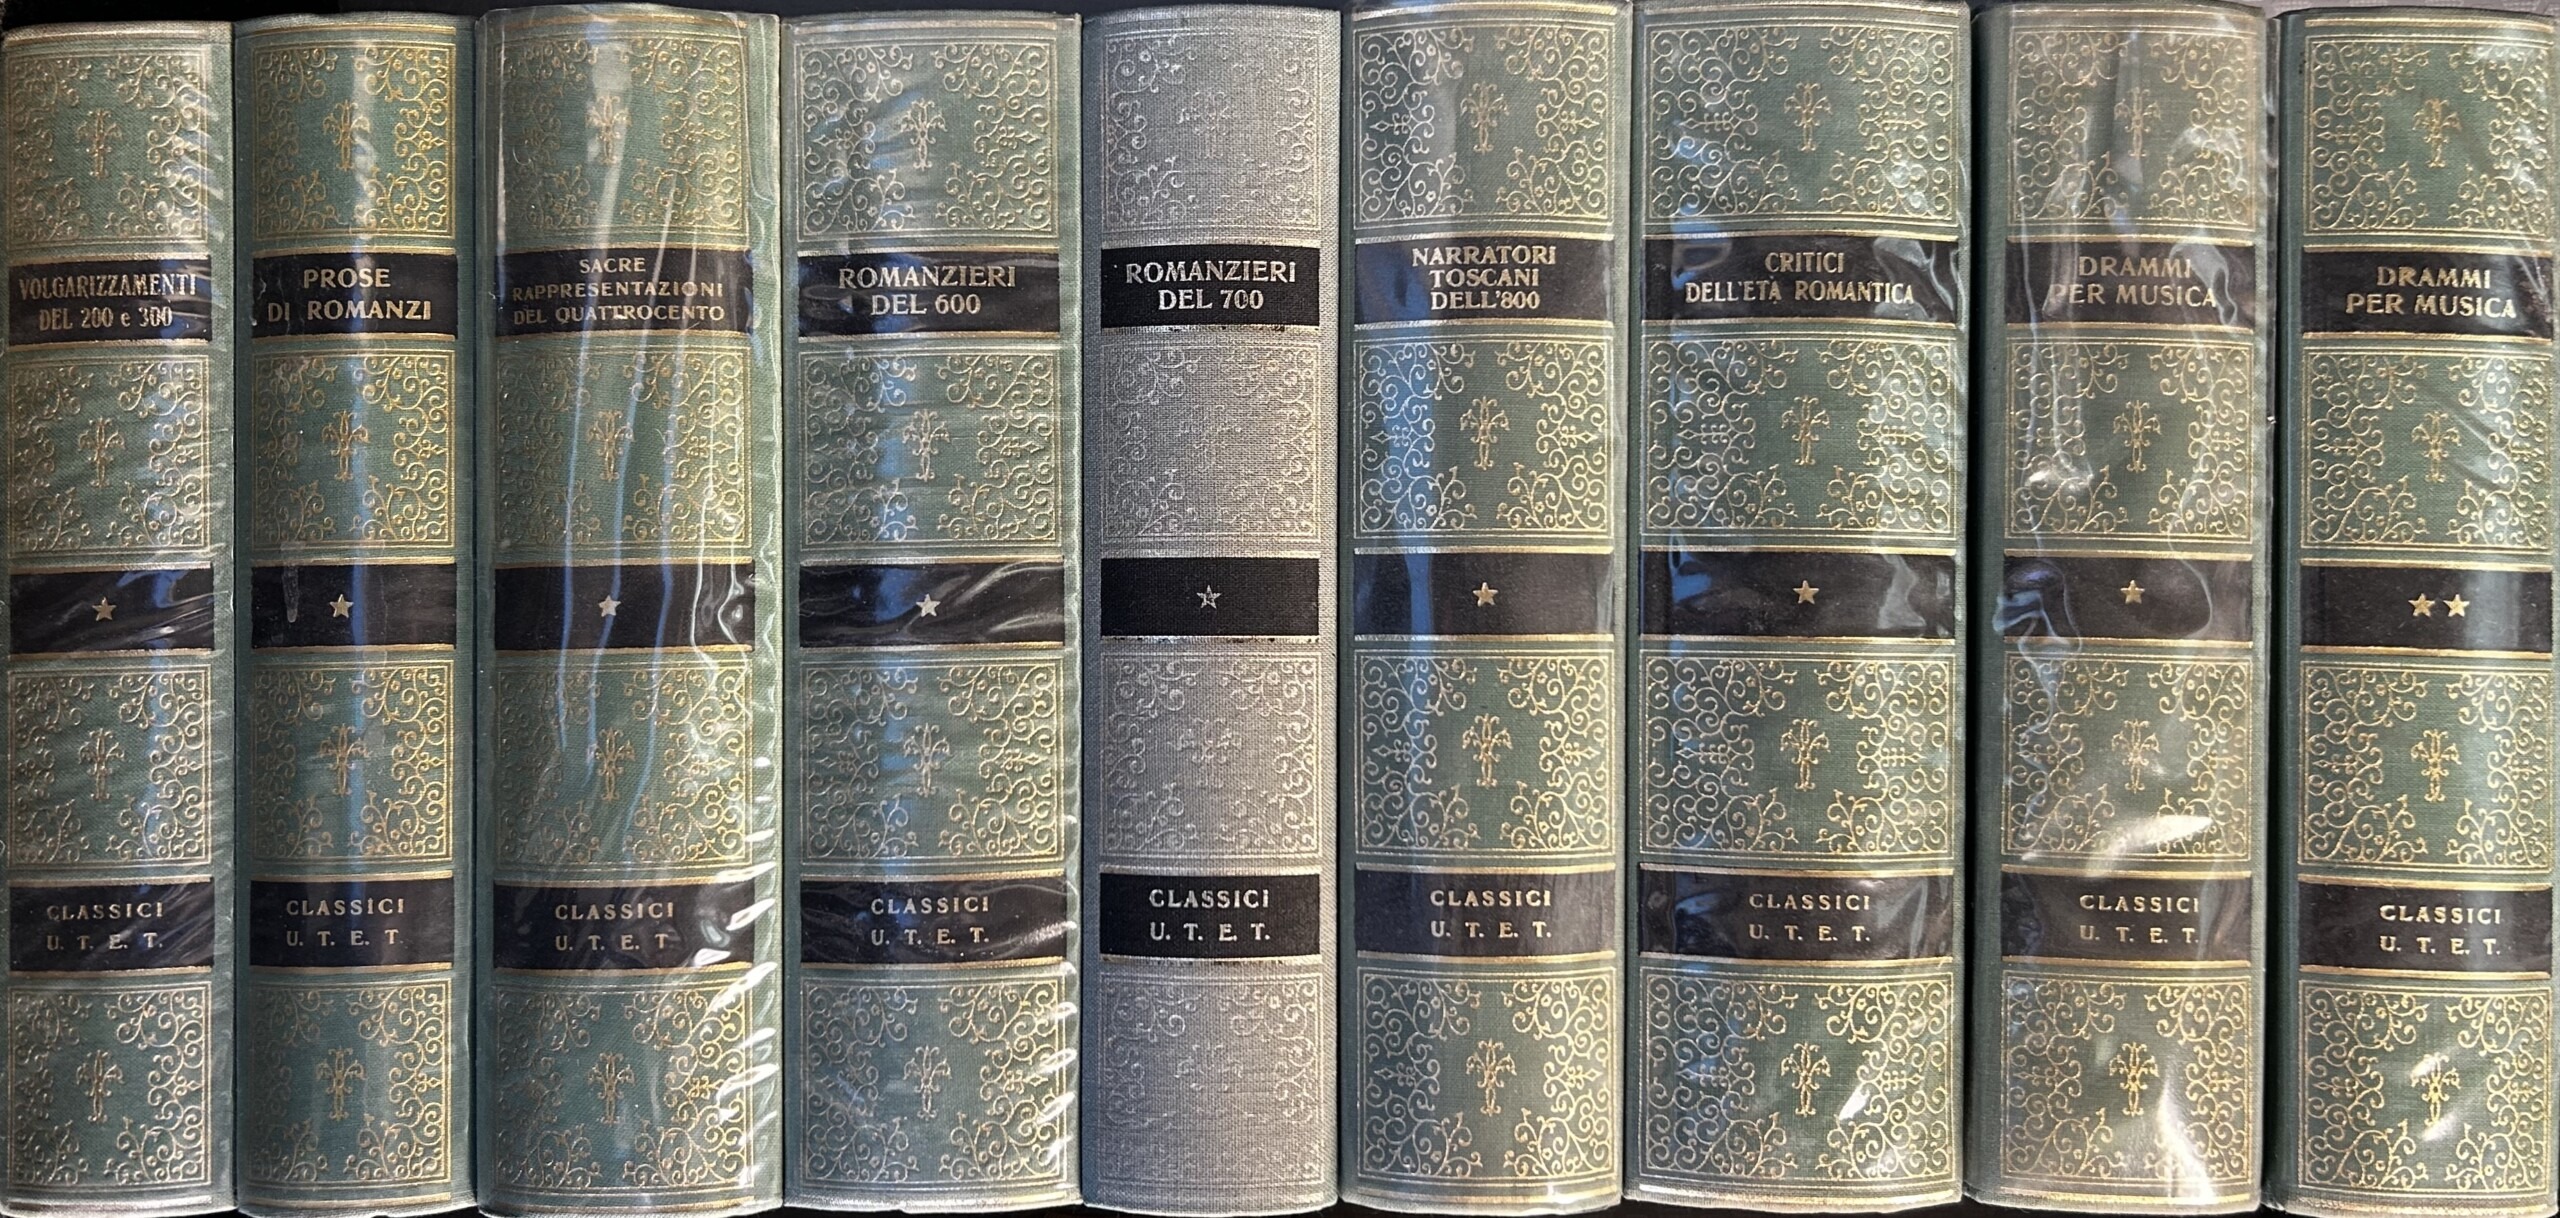 VOLGARIZZAMENTI
DEL 200 e 300
CLASSICI
U. T. E. T.
PROSE
DI ROMANZI
CLASSICI
U. T. E. T.
SACRE
RAPPRESENTAZIONI
DEL QUATTROCENTO
CLASSICI
U. T. E. T.
ROMANZIERI
DEL 600
CLASSICI
U. T. E. T.
ROMANZIERI
DEL 700
CLASSICI
U. T. E. T.
NARRATORI
TOSCANI
DELL'800
CLASSICI
U. T. E. T.
CRITICI
DELL'ETÀ ROMANTICA
CLASSICI
U. T. E. T.
DRAMMI
PER MUSICA
CLASSICI
U. T. E. T.
DRAMMI
PER MUSICA
CLASSICI
U. T. E. T.